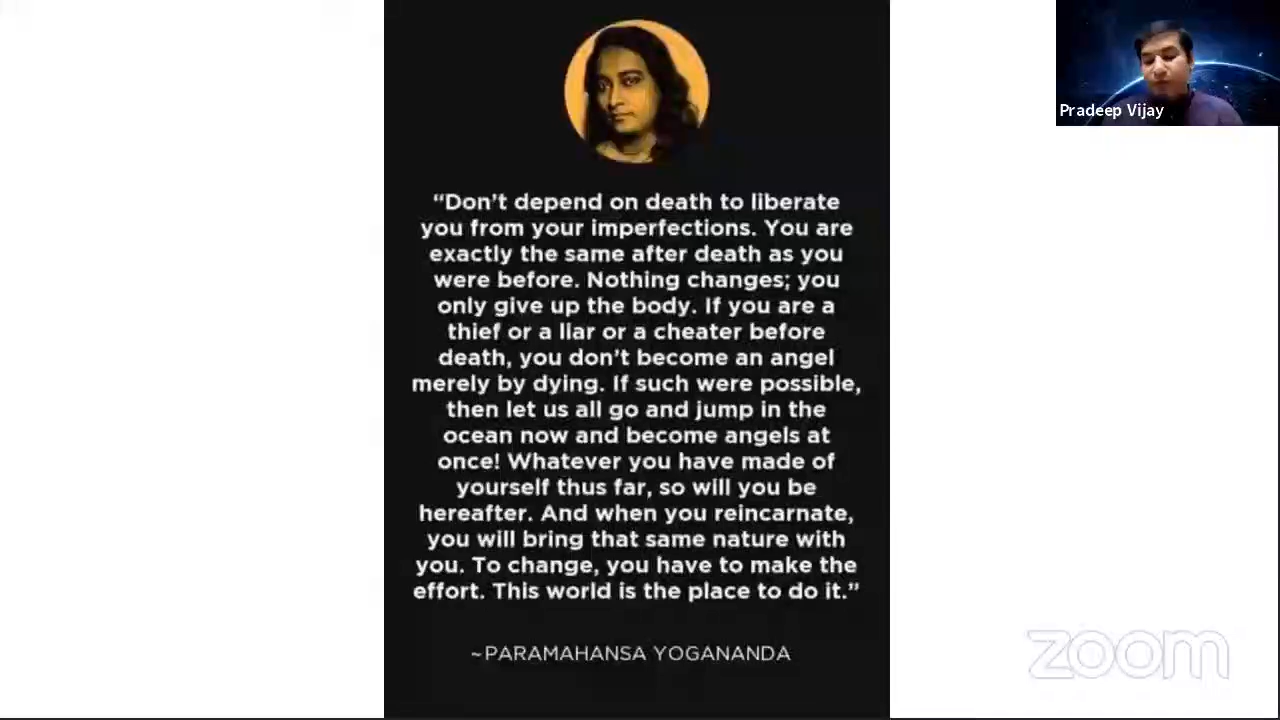 “Don’t depend on death to liberate
you from your imperfections. You are
exactly the same after death as you
were before. Nothing changes; you
only give up the body. If you are a
thief or a liar or a cheater before
death, you don’t become an angel
merely by dying. If such were possible,
then let us all go and jump in the
ocean now and become angels at
once! Whatever you have made of
yourself thus far, so will you be
hereafter. And when you reincarnate,
you will bring that same nature with
you. To change, you have to make the
effort. This world is the place to do it.”
~PARAMAHANSA YOGANANDA
Pradeep Vijay
zoom